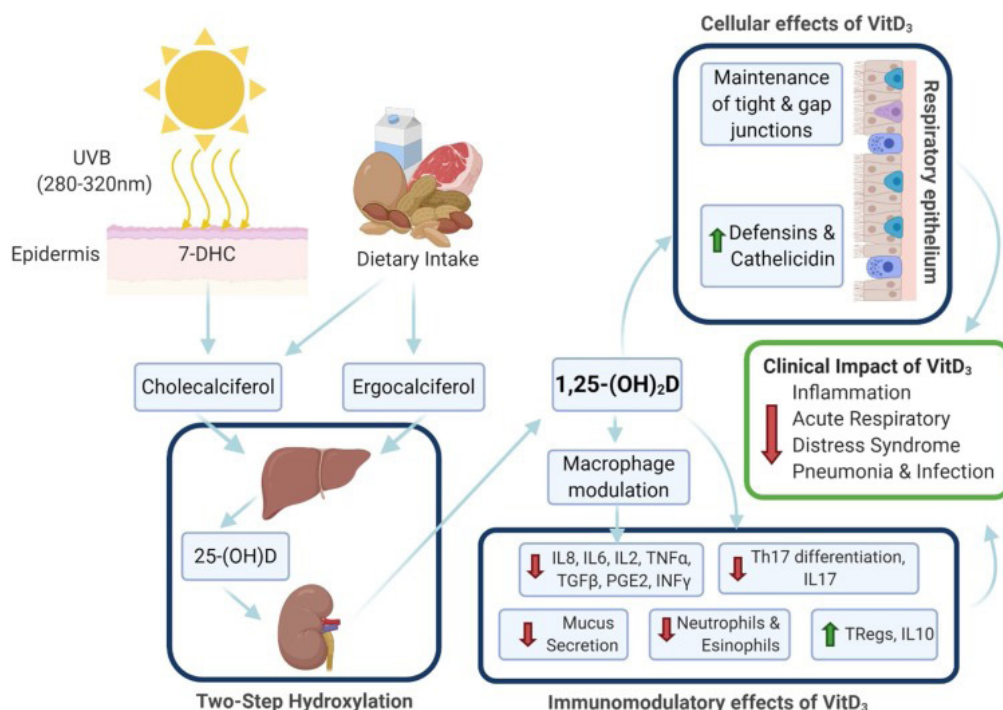 Cellular effects of VitD₃
Maintenance
of tight & gap
junctions
Defensins &
Cathelicidin
Respiratory epithelium
UVB
(280-320nm)
Epidermis
7-DHC
Dietary Intake
Cholecalciferol
Ergocalciferol
1,25-(OH)₂D
Clinical Impact of VitD₃
Inflammation
Acute Respiratory
Distress Syndrome
Pneumonia & Infection
Macrophage
modulation
25-(OH)D
IL8, IL6, IL2, TNFα,
TGFβ, PGE2, INFγ
Th17 differentiation,
IL17
Mucus
Secretion
Neutrophils &
Esinophils
TRegs, IL10
Two-Step Hydroxylation
Immunomodulatory effects of VitD₃